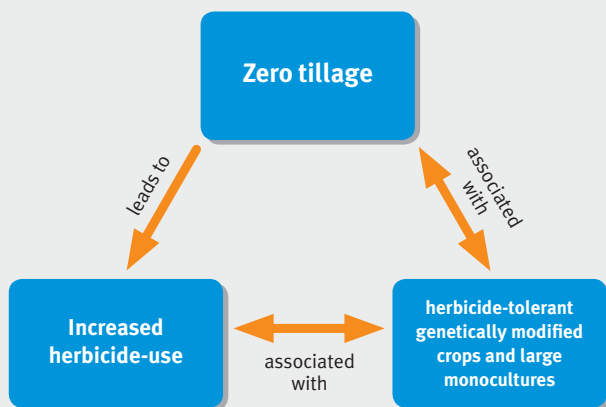 Zero tillage
leads to
associated
with
Increased
herbicide-use
associated
with
herbicide-tolerant
genetically modified
crops and large
monocultures